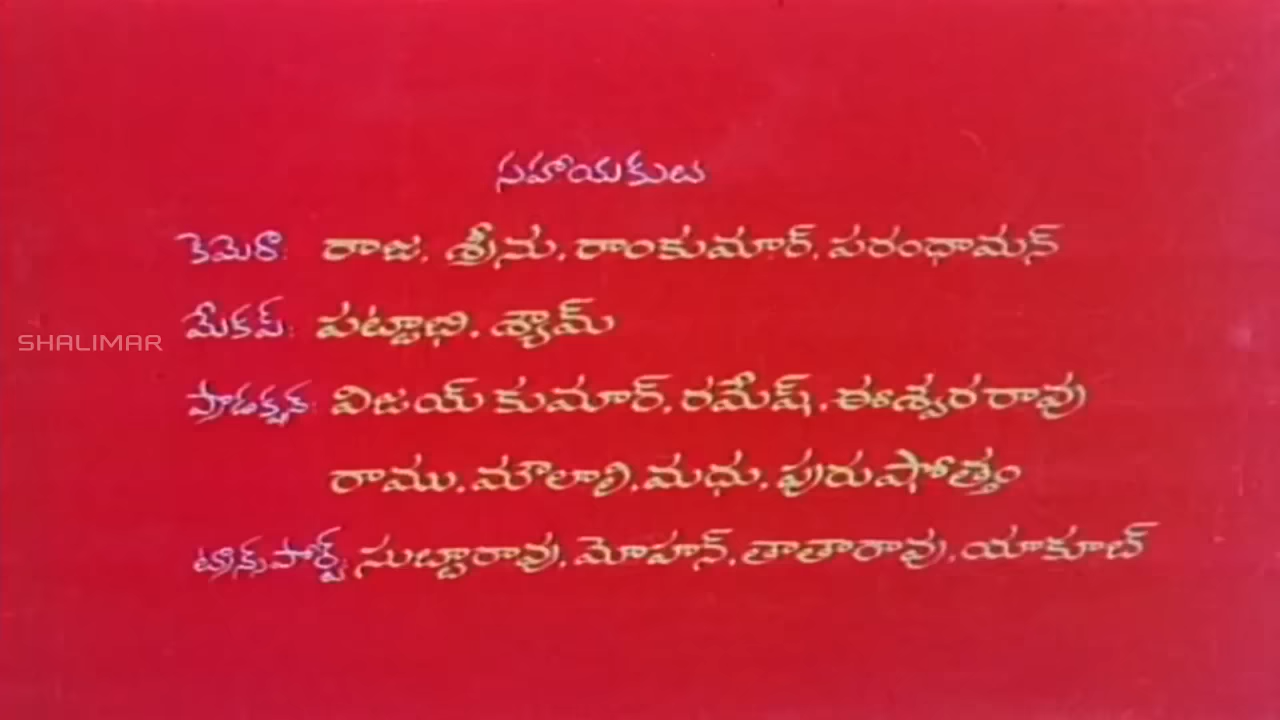 సహాయకులు
కెమెరా: రాజ, శ్రీను, రాంకుమార్, పరంధామన్
SHALIMAR
మేకప్: పట్టాభి, శ్యామ్
ప్రొడక్షన్: విజయ్ కుమార్, రమేష్, ఈశ్వరరావు
రాము, మౌలాలి, మధు, పురుషోత్తం
ట్రాన్స్‌పోర్ట్: సుబ్బారావు, మోహన్, తాతారావు, యాకూబ్